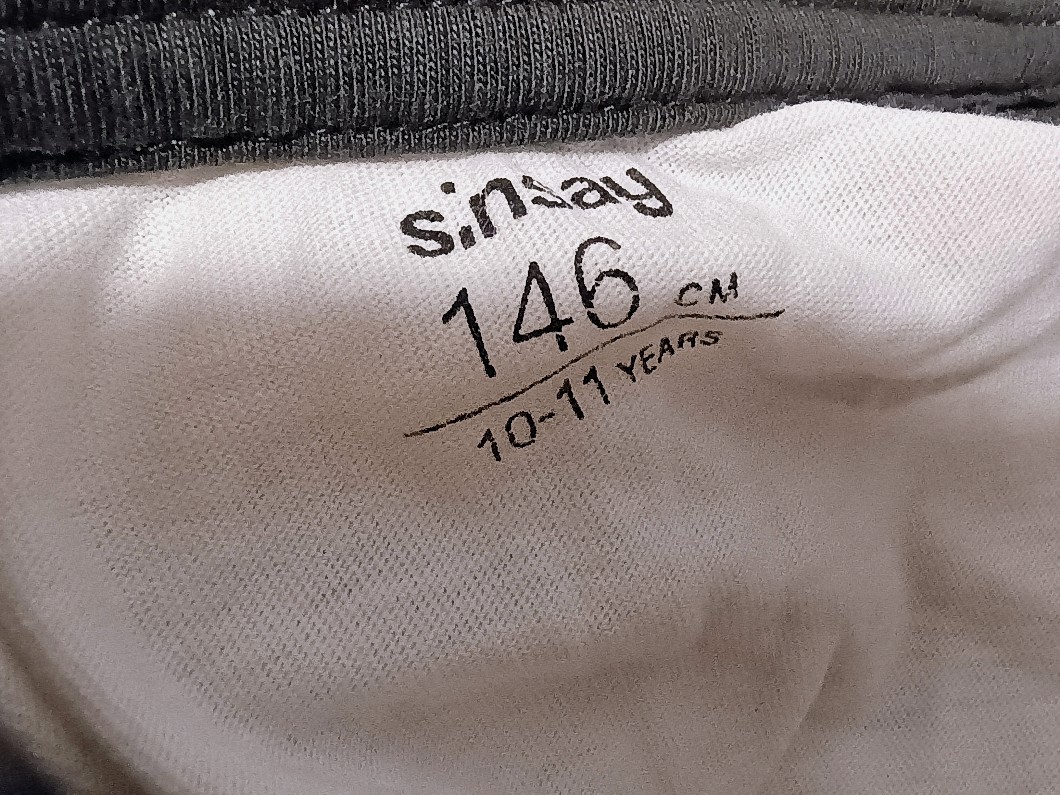 sinsay
146 CM
10-11 YEARS